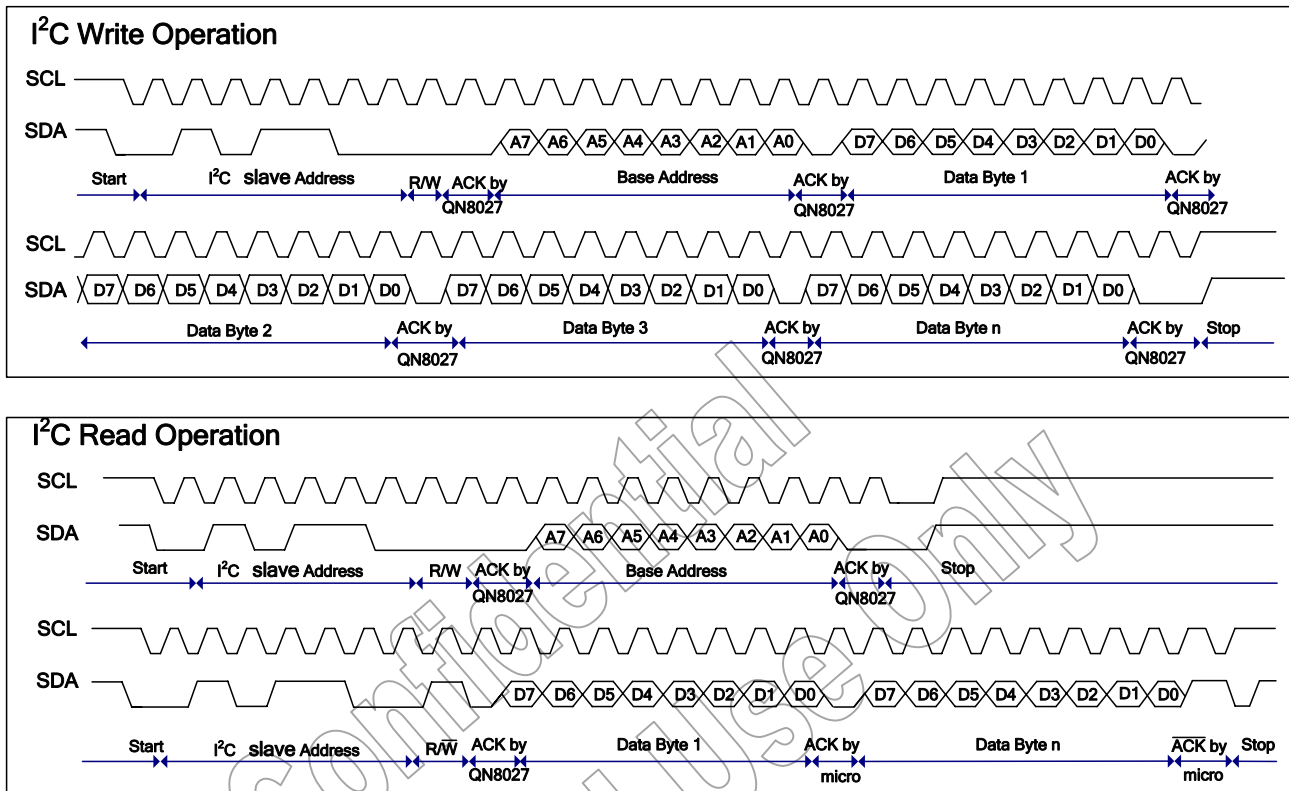 I²C Write Operation
SCL
SDA A7 A6 A5 A4 A3 A2 A1 A0 D7 D6 D5 D4 D3 D2 D1 D0
Start I²C slave Address R/W ACK by QN8027 Base Address ACK by QN8027 Data Byte 1 ACK by QN8027
SCL
SDA D7 D6 D5 D4 D3 D2 D1 D0 D7 D6 D5 D4 D3 D2 D1 D0 D7 D6 D5 D4 D3 D2 D1 D0
Data Byte 2 ACK by QN8027 Data Byte 3 ACK by QN8027 Data Byte n ACK by QN8027 Stop
I²C Read Operation
SCL
SDA A7 A6 A5 A4 A3 A2 A1 A0
Start I²C slave Address R/W ACK by QN8027 Base Address ACK by QN8027 Stop
SCL
SDA D7 D6 D5 D4 D3 D2 D1 D0 D7 D6 D5 D4 D3 D2 D1 D0
Start I²C slave Address R/W̅ ACK by QN8027 Data Byte 1 ACK by micro Data Byte n A̅C̅K̅ by micro Stop
Confidential
Use Only